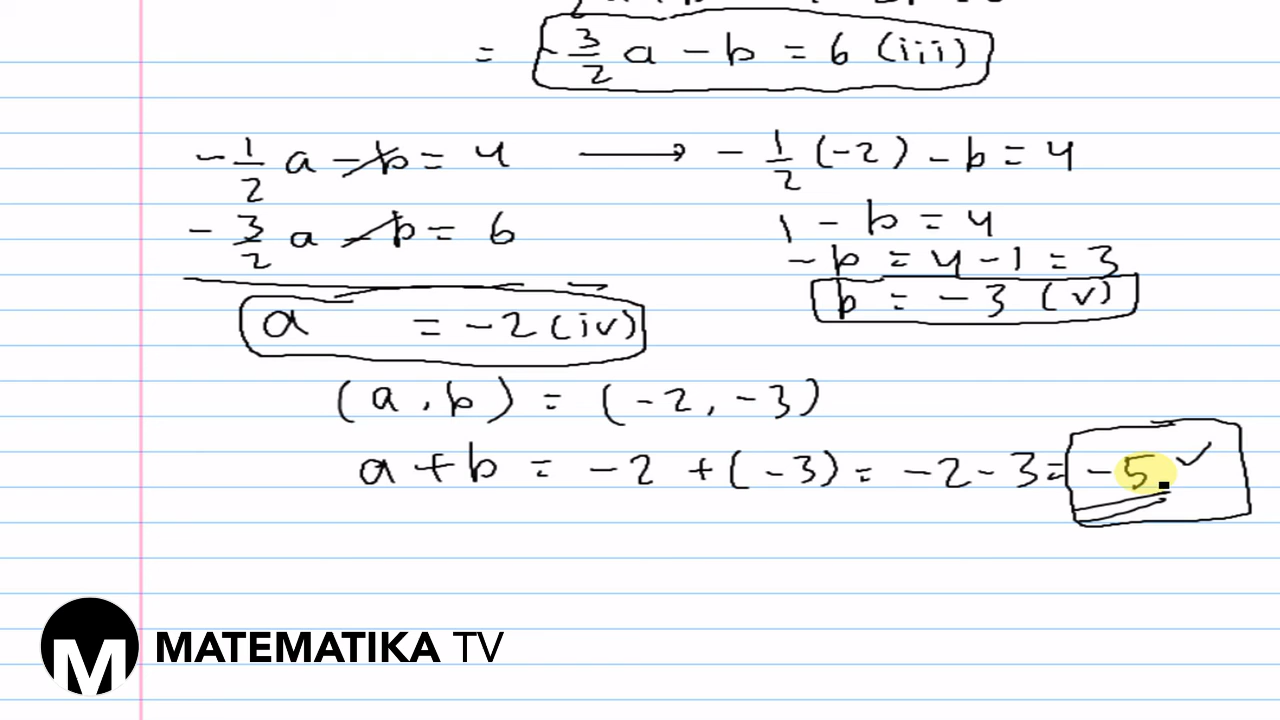 = -3/2 a - b = 6 (iii)
-1/2 a - b = 4 ⟶ -1/2 (-2) - b = 4
-3/2 a - b = 6
1 - b = 4
-b = 4 - 1 = 3
b = -3 (v)
a = -2 (iv)
(a, b) = (-2, -3)
a + b = -2 + (-3) = -2 - 3 = -5 ✓
M MATEMATIKA TV